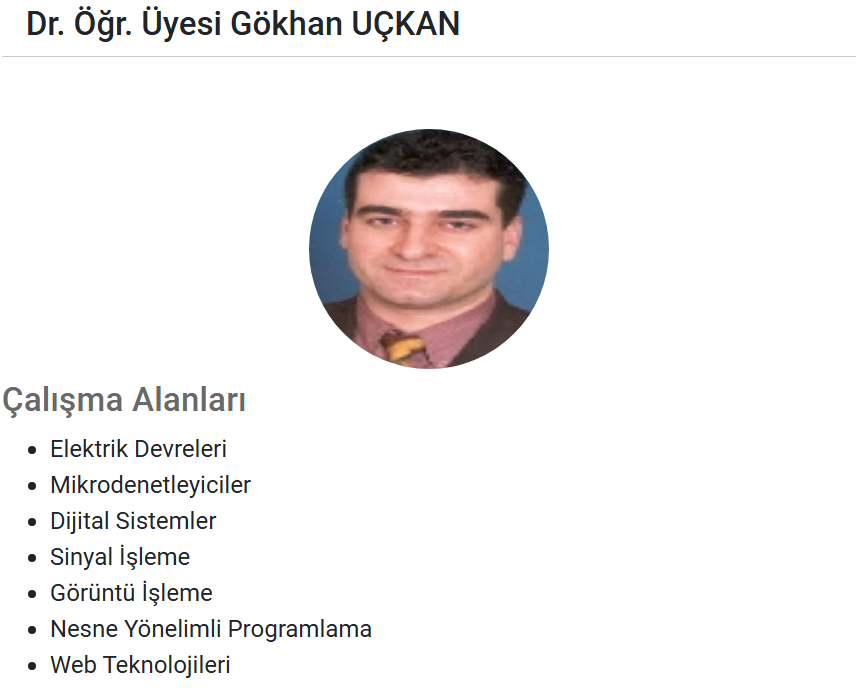 Dr. Öğr. Üyesi Gökhan UÇKAN
Çalışma Alanları
Elektrik Devreleri
Mikrodenetleyiciler
Dijital Sistemler
Sinyal İşleme
Görüntü İşleme
Nesne Yönelimli Programlama
Web Teknolojileri